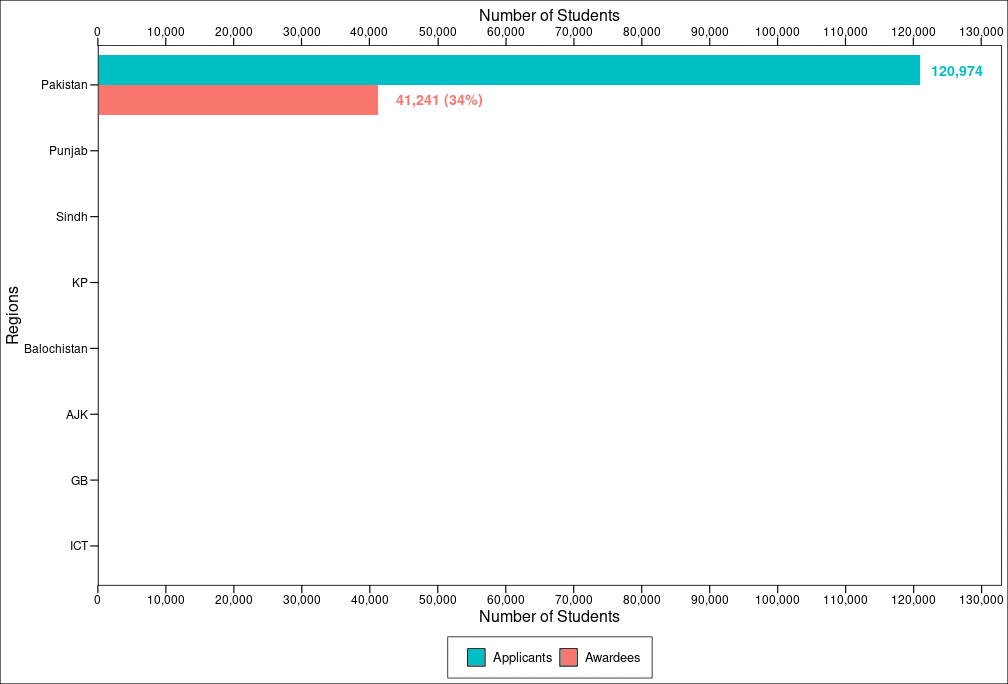 Number of Students
0 10,000 20,000 30,000 40,000 50,000 60,000 70,000 80,000 90,000 100,000 110,000 120,000 130,000
Pakistan
120,974
41,241 (34%)
Punjab
Sindh
KP
Regions
Balochistan
AJK
GB
ICT
0 10,000 20,000 30,000 40,000 50,000 60,000 70,000 80,000 90,000 100,000 110,000 120,000 130,000
Number of Students
Applicants Awardees